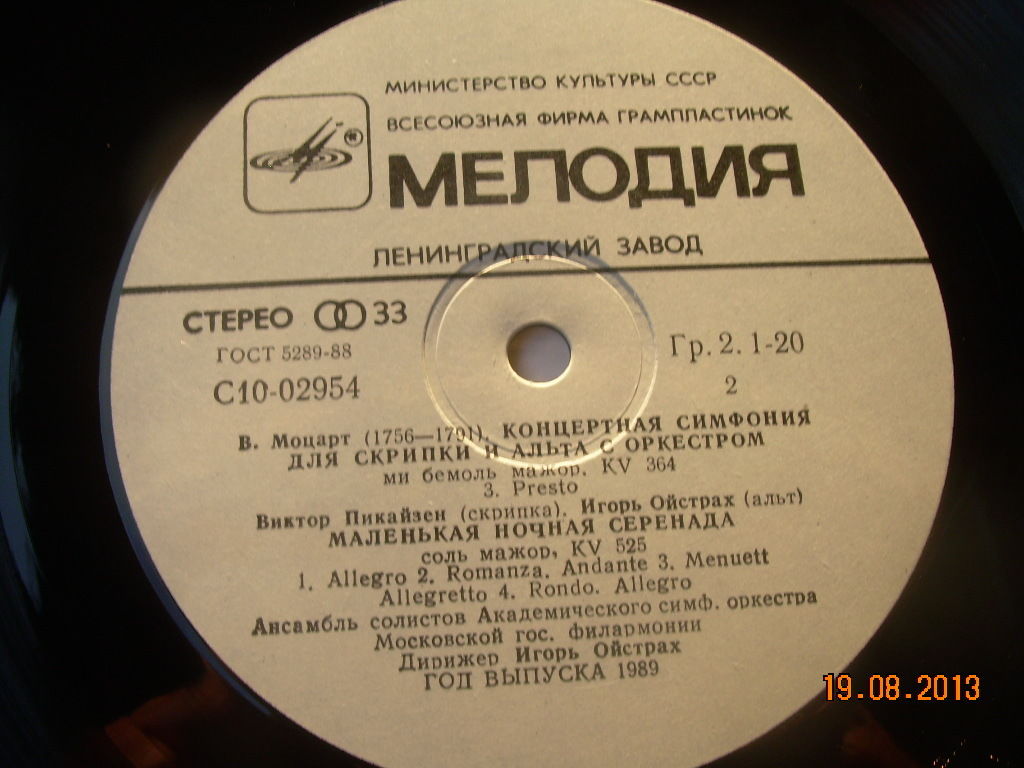 МИНИСТЕРСТВО КУЛЬТУРЫ СССР
ВСЕСОЮЗНАЯ ФИРМА ГРАМПЛАСТИНОК
МЕЛОДИЯ
ЛЕНИНГРАДСКИЙ ЗАВОД
СТЕРЕО 33
ГОСТ 5289-88
С10-02954
Гр. 2. 1-20
2
В. Моцарт (1756—1791). КОНЦЕРТНАЯ СИМФОНИЯ
ДЛЯ СКРИПКИ И АЛЬТА С ОРКЕСТРОМ
ми бемоль мажор. KV 364
3. Presto
Виктор Пикайзен (скрипка). Игорь Ойстрах (альт)
МАЛЕНЬКАЯ НОЧНАЯ СЕРЕНАДА
соль мажор, KV 525
1. Allegro 2. Romanza. Andante 3. Menuett
Allegretto 4. Rondo. Allegro
Ансамбль солистов Академического симф. оркестра
Московской гос. филармонии
Дирижер Игорь Ойстрах
ГОД ВЫПУСКА 1989
19.08.2013